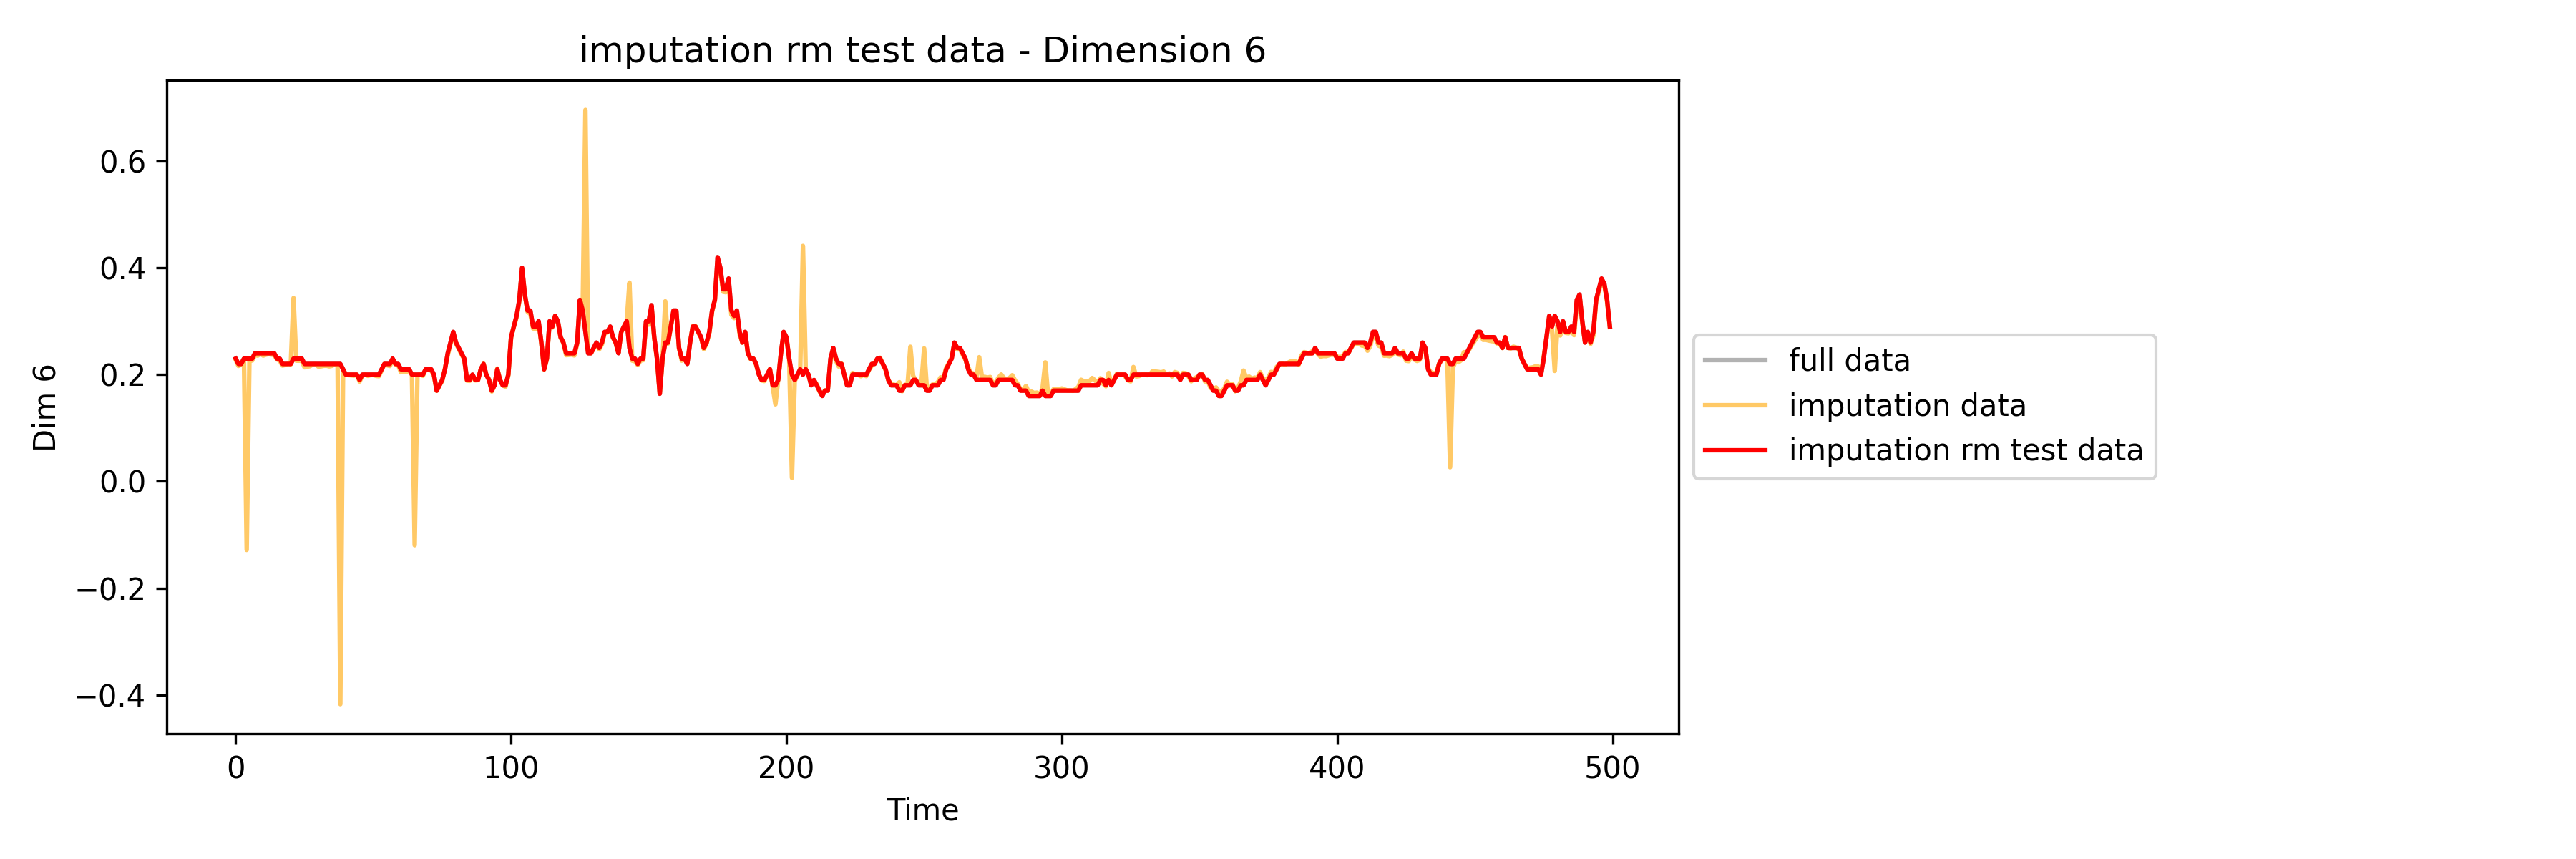 imputation rm test data - Dimension 6
Dim 6
0.6
0.4
0.2
0.0
−0.2
−0.4
0
100
200
300
400
500
Time
full data
imputation data
imputation rm test data